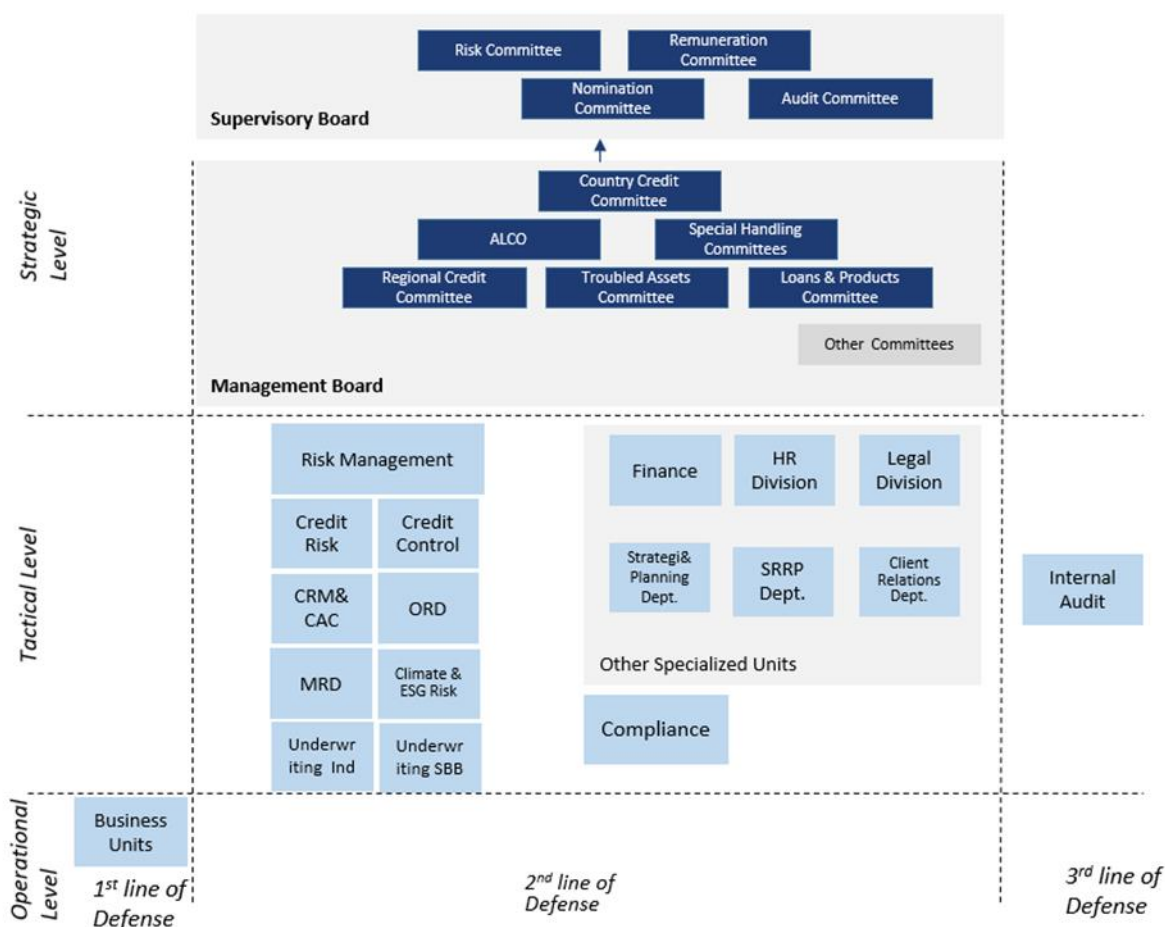 Risk Committee
Remuneration
Committee
Nomination
Committee
Audit Committee
Supervisory Board
Strategic
Level
Country Credit
Committee
ALCO
Special Handling
Committees
Regional Credit
Committee
Troubled Assets
Committee
Loans & Products
Committee
Other Committees
Management Board
Tactical Level
Risk Management
Credit
Risk
Credit
Control
CRM&
CAC
ORD
MRD
Climate &
ESG Risk
Underwr
iting Ind
Underwr
iting SBB
Finance
HR
Division
Legal
Division
Strategi&
Planning
Dept.
SRRP
Dept.
Client
Relations
Dept.
Other Specialized Units
Compliance
Internal
Audit
Operational
Level
Business
Units
1st line of
Defense
2nd line of
Defense
3rd line of
Defense